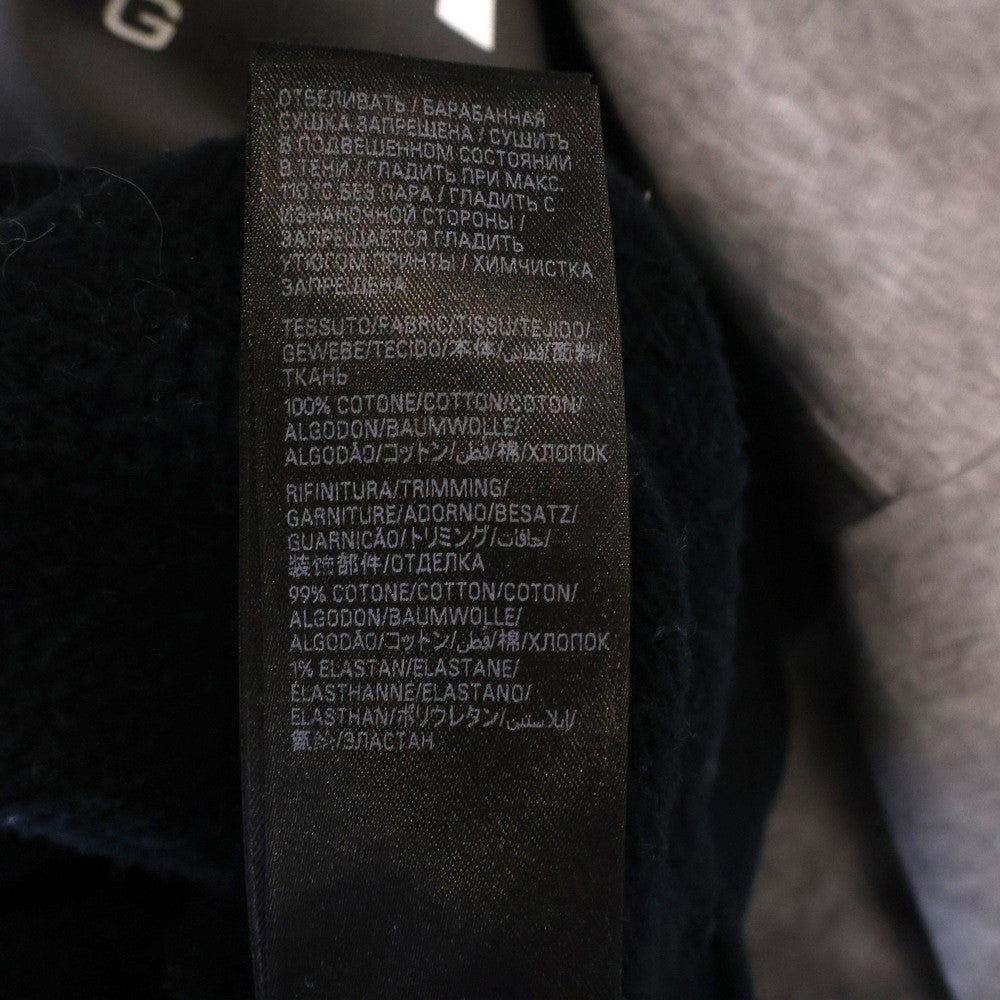 G
ОТБЕЛИВАТЬ / БАРАБАННАЯ
СУШКА ЗАПРЕЩЕНА / СУШИТЬ
В ПОДВЕШЕННОМ СОСТОЯНИИ
В ТЕНИ / ГЛАДИТЬ ПРИ МАКС.
110 °C БЕЗ ПАРА / ГЛАДИТЬ С
ИЗНАНОЧНОЙ СТОРОНЫ /
ЗАПРЕЩАЕТСЯ ГЛАДИТЬ
УТЮГОМ ПРИНТЫ / ХИМЧИСТКА
ЗАПРЕЩЕНА
TESSUTO/FABRIC/TISSU/TEJIDO/
GEWEBE/TECIDO/本体/قماش/面料/
ТКАНЬ
100% COTONE/COTTON/COTON/
ALGODON/BAUMWOLLE/
ALGODÃO/コットン/قطن/棉/ХЛОПОК
RIFINITURA/TRIMMING/
GARNITURE/ADORNO/BESATZ/
GUARNICÃO/トリミング/حافات/
装饰部件/ОТДЕЛКА
99% COTONE/COTTON/COTON/
ALGODON/BAUMWOLLE/
ALGODÃO/コットン/قطن/棉/ХЛОПОК
1% ELASTAN/ELASTANE/
ÉLASTHANNE/ELASTANO/
ELASTHAN/ポリウレタン/إيلاستين/
氨纶/ЭЛАСТАН